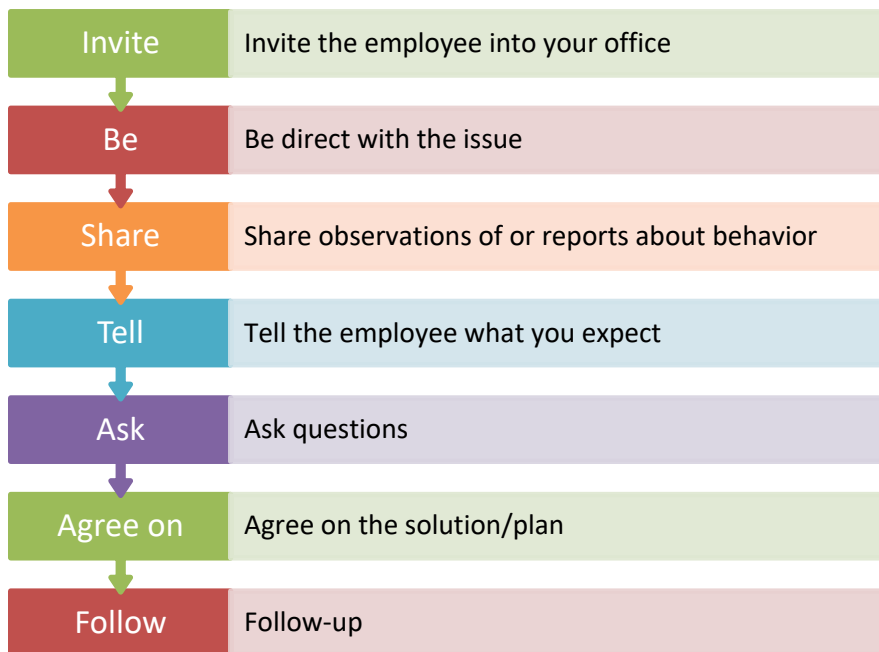 Invite
Invite the employee into your office
Be
Be direct with the issue
Share
Share observations of or reports about behavior
Tell
Tell the employee what you expect
Ask
Ask questions
Agree on
Agree on the solution/plan
Follow
Follow-up